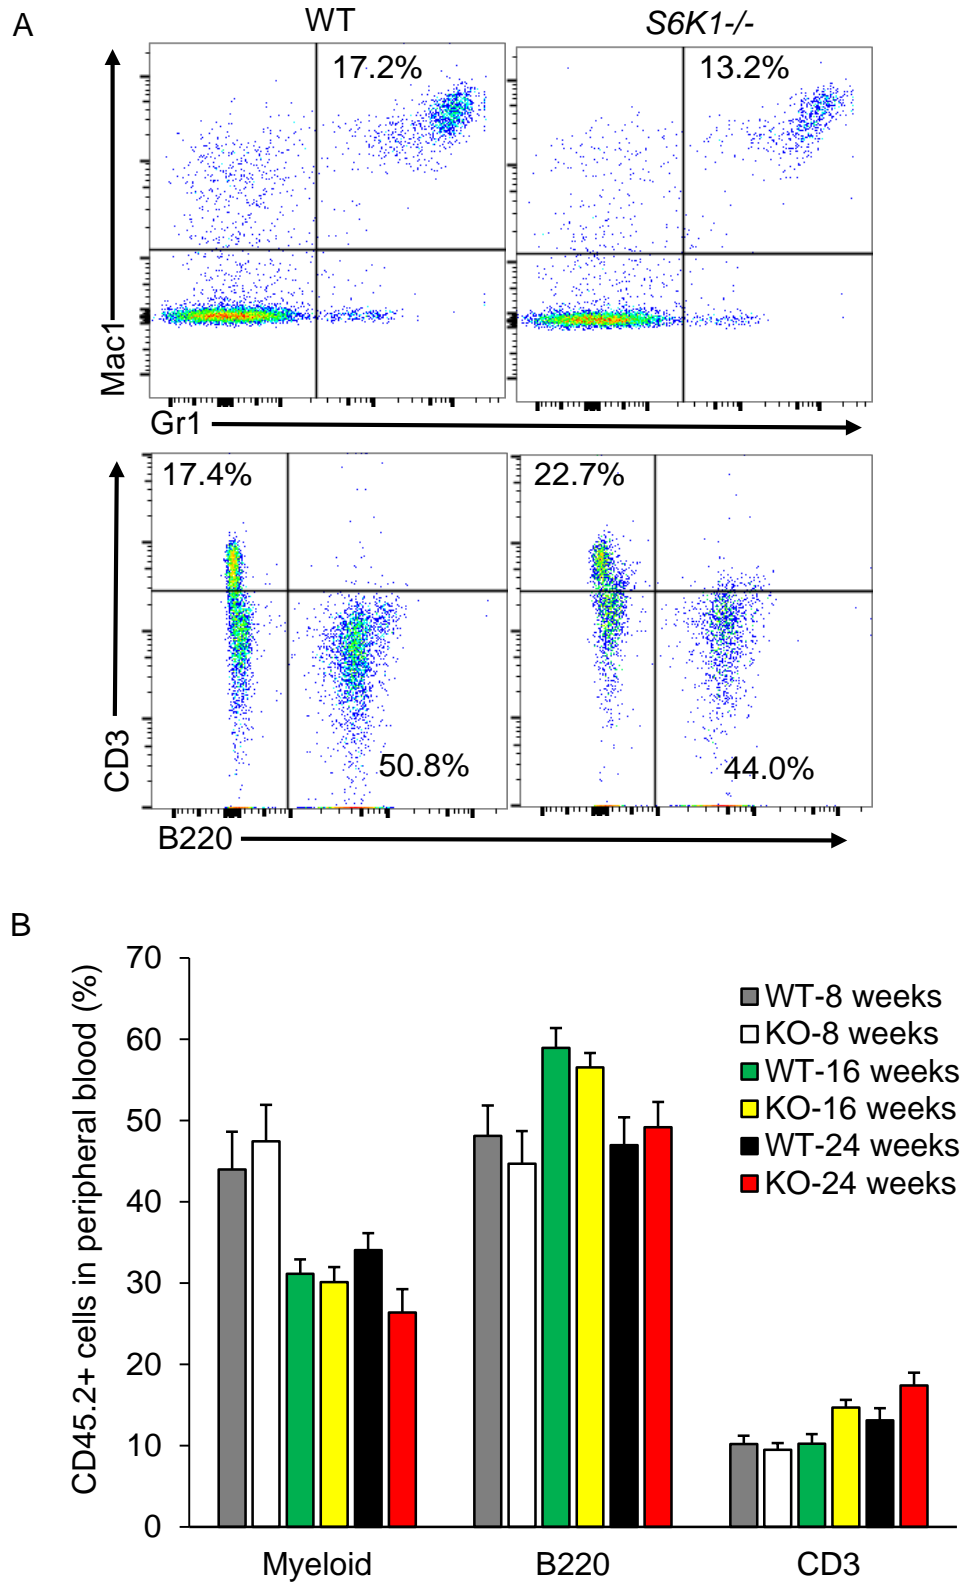 A
WT
S6K1-/-
17.2%
13.2%
Mac1
Gr1
17.4%
22.7%
50.8%
44.0%
CD3
B220
B
CD45.2+ cells in peripheral blood (%)
70
60
50
40
30
20
10
0
WT-8 weeks
KO-8 weeks
WT-16 weeks
KO-16 weeks
WT-24 weeks
KO-24 weeks
Myeloid
B220
CD3